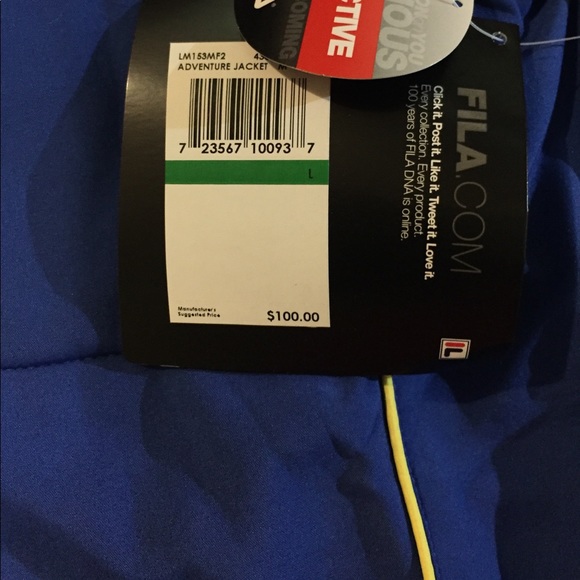 LM153MF2 43
ADVENTURE JACKET M
7 23567 10093 7
L
Manufacturer's
Suggested Price
$100.00
FILA.COM
Click it. Post it. Like it. Tweet it. Love it.
Every collection. Every product.
100 years of FILA DNA is online.